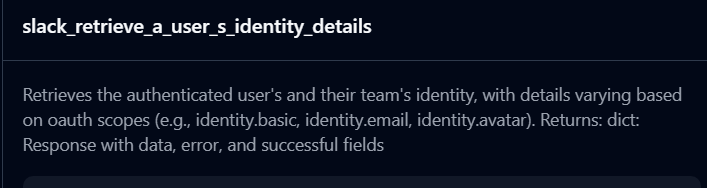 slack_retrieve_a_user_s_identity_details
Retrieves the authenticated user's and their team's identity, with details varying based
on oauth scopes (e.g., identity.basic, identity.email, identity.avatar). Returns: dict:
Response with data, error, and successful fields